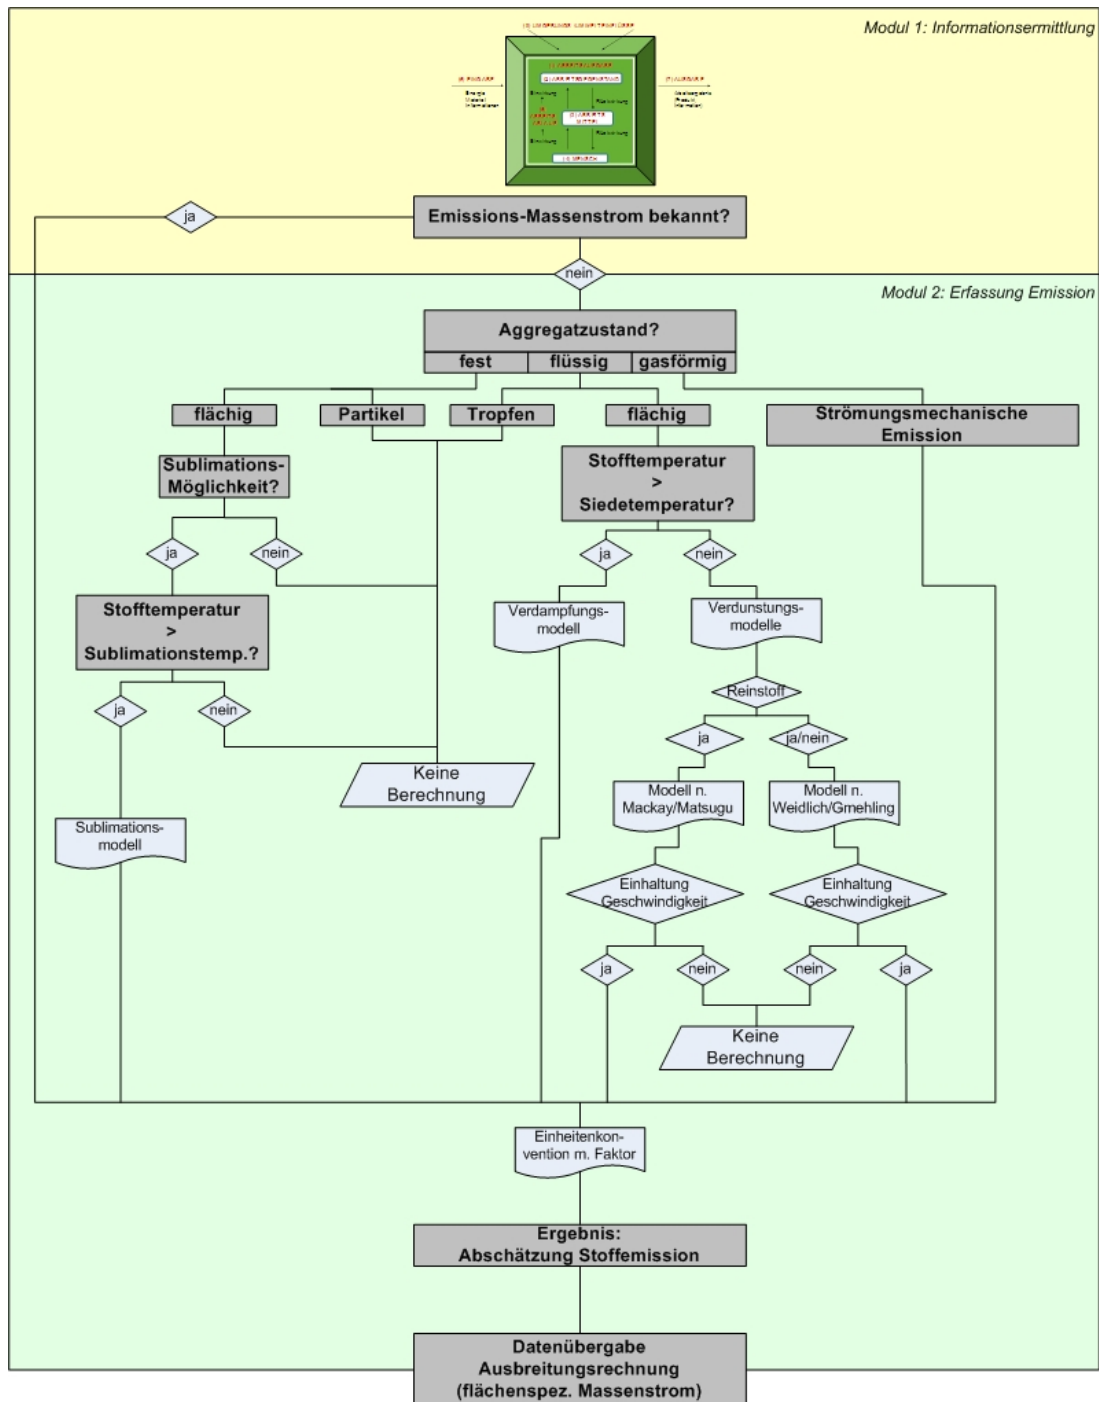 Modul 1: Informationsermittlung
Energie
Material
Informationen
ja
Emissions-Massenstrom bekannt?
nein
Modul 2: Erfassung Emission
Aggregatzustand?
fest
flüssig
gasförmig
flächig
Partikel
Tropfen
flächig
Strömungsmechanische
Emission
Sublimations-
Möglichkeit?
Stofftemperatur
>
Siedetemperatur?
ja
nein
ja
nein
Stofftemperatur
>
Sublimationstemp.?
Verdampfungs-
modell
Verdunstungs-
modelle
Reinstoff
ja
nein
ja
ja/nein
Keine
Berechnung
Modell n.
Mackay/Matsugu
Modell n.
Weidlich/Gmehling
Sublimations-
modell
Einhaltung
Geschwindigkeit
Einhaltung
Geschwindigkeit
ja
nein
nein
ja
Keine
Berechnung
Einheitenkon-
vention m. Faktor
Ergebnis:
Abschätzung Stoffemission
Datenübergabe
Ausbreitungsrechnung
(flächenspez. Massenstrom)